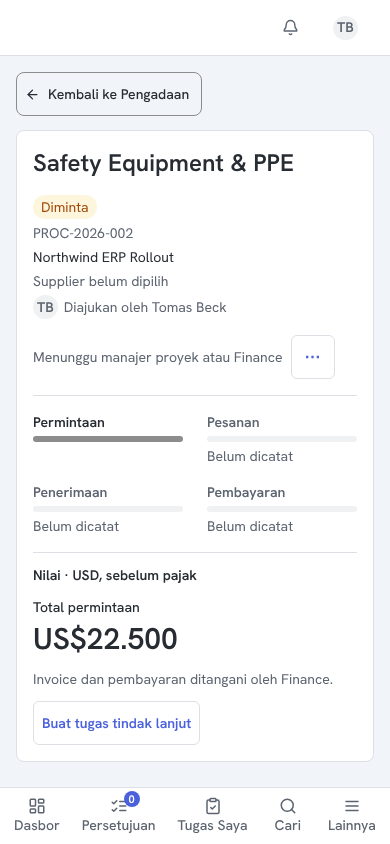 TB
Kembali ke Pengadaan
Safety Equipment & PPE
Diminta
PROC-2026-002
Northwind ERP Rollout
Supplier belum dipilih
TB Diajukan oleh Tomas Beck
Menunggu manajer proyek atau Finance
Permintaan
Pesanan
Belum dicatat
Penerimaan
Belum dicatat
Pembayaran
Belum dicatat
Nilai · USD, sebelum pajak
Total permintaan
US$22.500
Invoice dan pembayaran ditangani oleh Finance.
Buat tugas tindak lanjut
0
Dasbor
Persetujuan
Tugas Saya
Cari
Lainnya